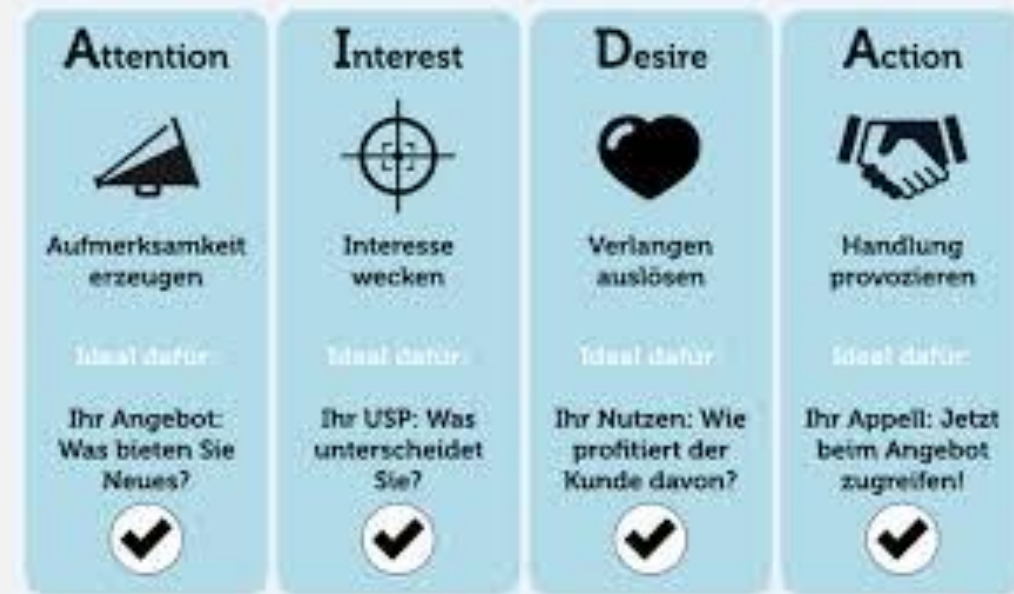 Attention
Aufmerksamkeit
erzeugen
Ideal dafür:
Ihr Angebot:
Was bieten Sie
Neues?
Interest
Interesse
wecken
Ideal dafür:
Ihr USP: Was
unterscheidet
Sie?
Desire
Verlangen
auslösen
Ideal dafür:
Ihr Nutzen: Wie
profitiert der
Kunde davon?
Action
Handlung
provozieren
Ideal dafür:
Ihr Appell: Jetzt
beim Angebot
zugreifen!